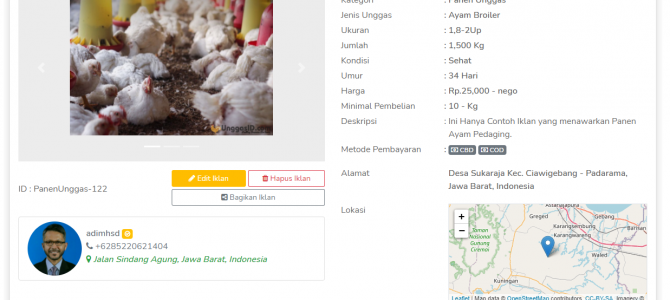 Kategori : Panen Unggas
Jenis Unggas : Ayam Broiler
Ukuran : 1,8-2Up
Jumlah : 1,500 Kg
Kondisi : Sehat
Umur : 34 Hari
Harga : Rp.25,000 - nego
Minimal Pembelian : 10 - Kg
Deskripsi : Ini Hanya Contoh Iklan yang menawarkan Panen
Ayam Pedaging.
Metode Pembayaran : CBD COD
Alamat Desa Sukaraja Kec. Ciawigebang - Padarama,
Jawa Barat, Indonesia
Lokasi
UnggasID
ID : PanenUnggas-122
Edit Iklan
Hapus Iklan
Bagikan Iklan
adimhsd
+6285220621404
Jalan Sindang Agung, Jawa Barat, Indonesia
+
−
Astanajapura
Greged
Gebang
Karangsembung
Karangwareng
Taman
Nasional
Gunung
Ciremai
Waled
Kuningan
Leaflet | Map data © OpenStreetMap contributors, CC-BY-SA, Imagery ©